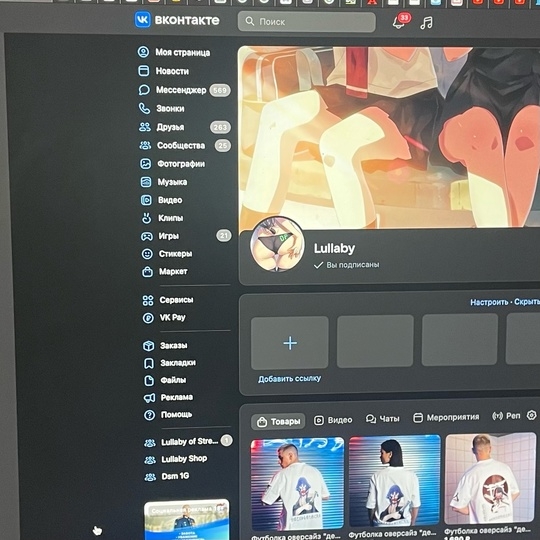 ВКОНТАКТЕ
Поиск
33
Моя страница
Новости
Мессенджер 569
Звонки
Друзья 263
Сообщества 25
Фотографии
Музыка
Видео
Клипы
Игры 21
Стикеры
Маркет
Сервисы
VK Pay
Заказы
Закладки
Файлы
Реклама
Помощь
Lullaby of Stre... 1
Lullaby Shop
Dsm 1G
Lullaby
Вы подписаны
Настроить · Скрыть
Добавить ссылку
Товары
Видео
Чаты
Мероприятия
Реп
Футболка оверсайз "де...
Футболка оверсайз "де...
Футболка оверсайз "де...
Социальная реклама